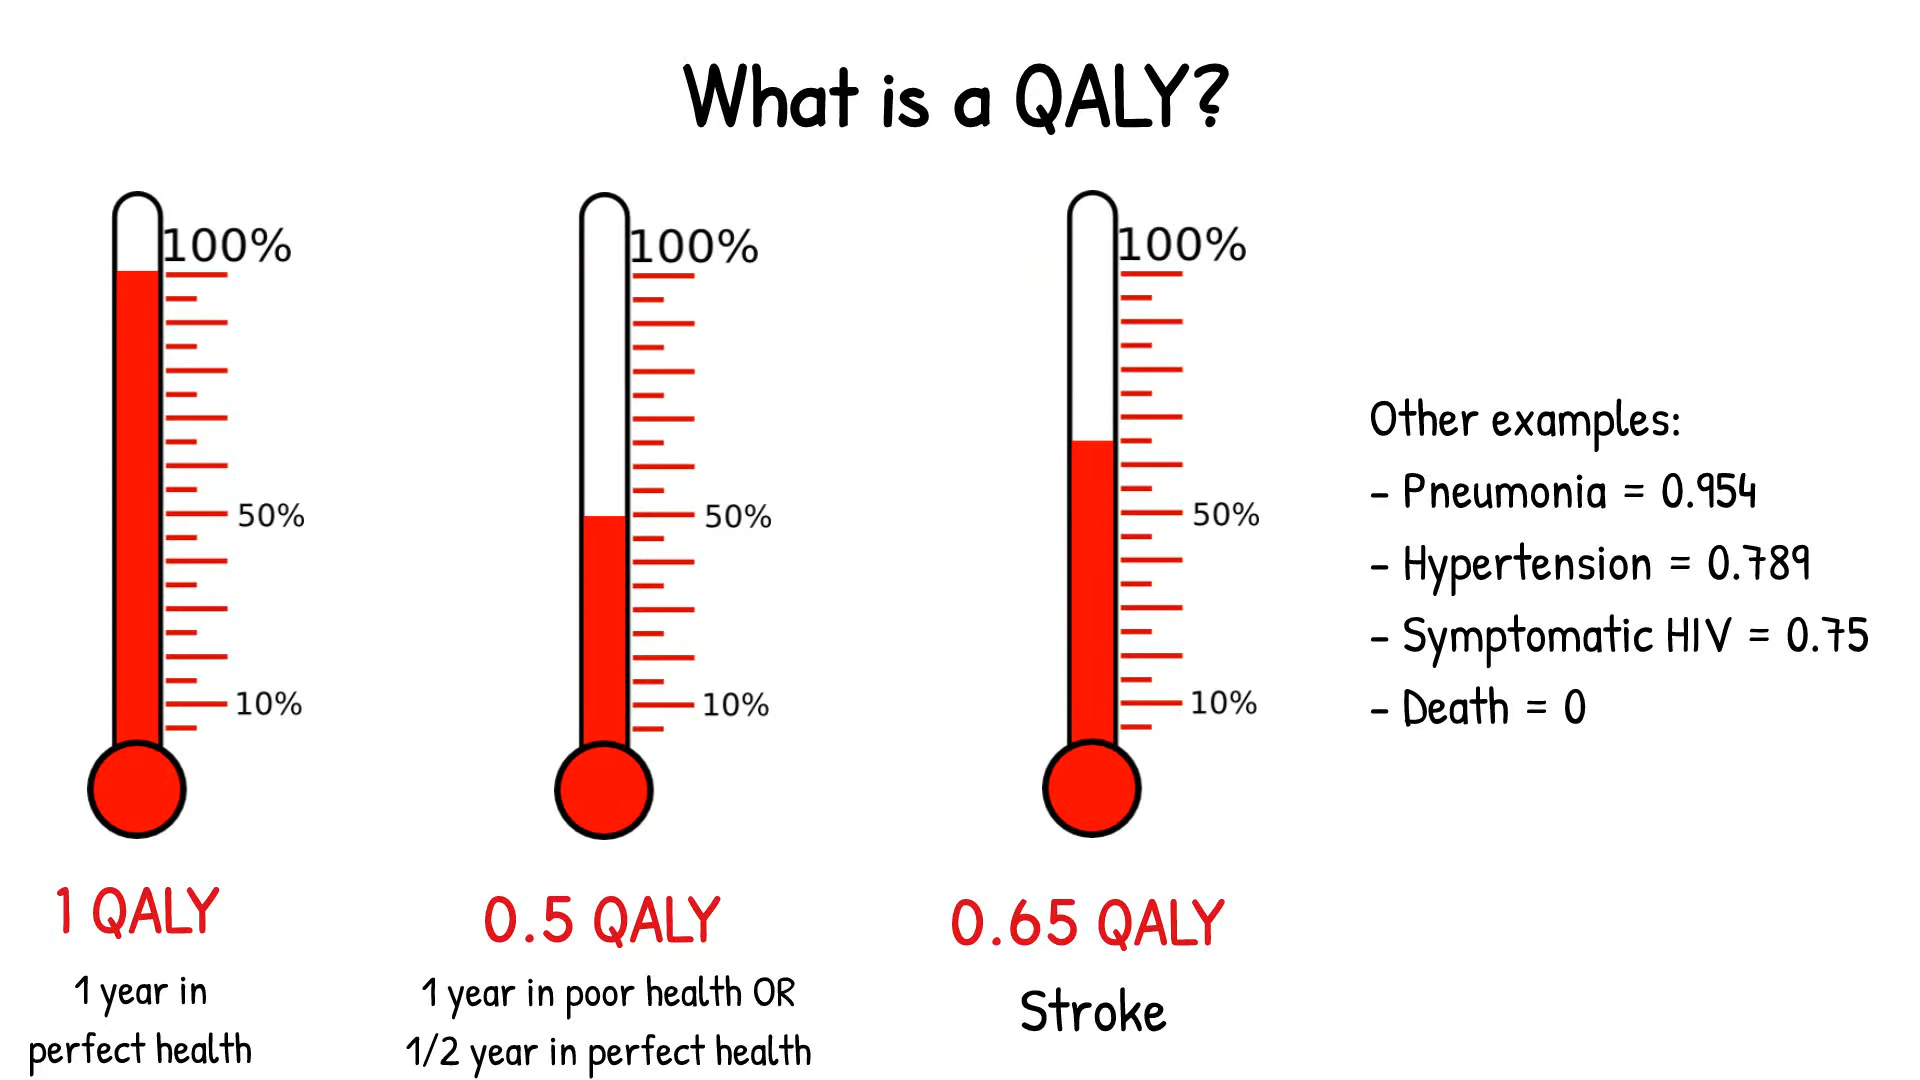 What is a QALY?
100%
50%
10%
1 QALY
1 year in
perfect health
100%
50%
10%
0.5 QALY
1 year in poor health OR
1/2 year in perfect health
100%
50%
10%
0.65 QALY
Stroke
Other examples:
- Pneumonia = 0.954
- Hypertension = 0.789
- Symptomatic HIV = 0.75
- Death = 0